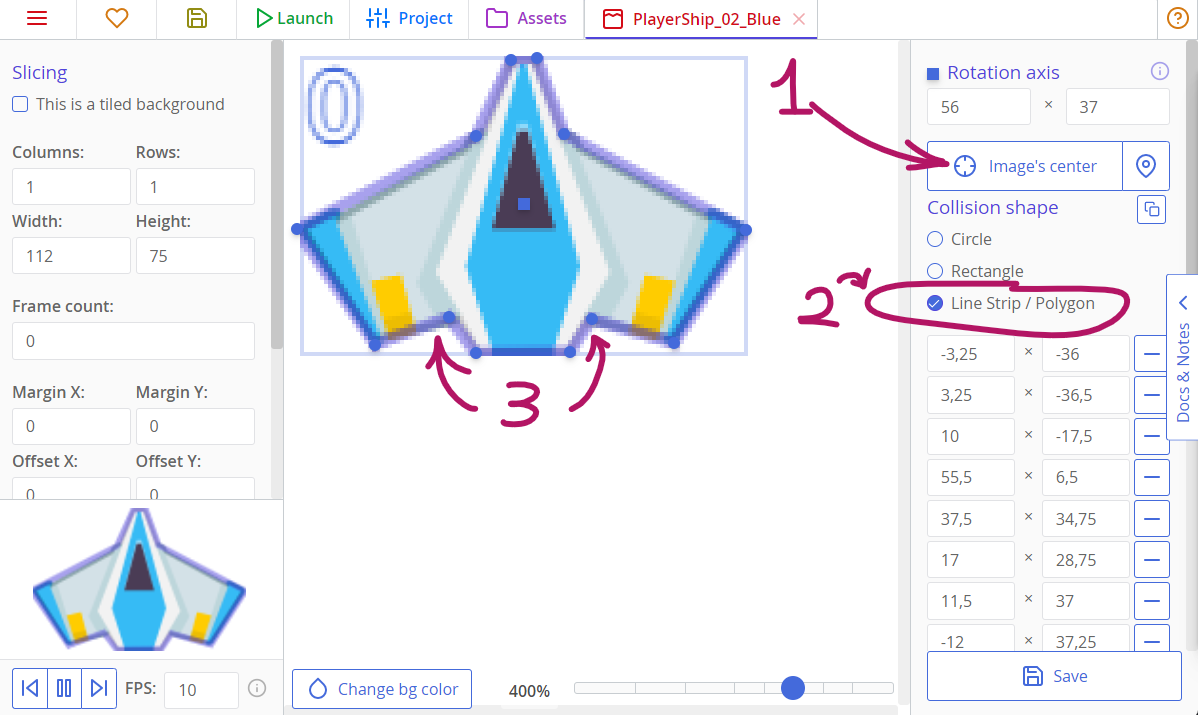 Launch
Project
Assets
PlayerShip_02_Blue
Slicing
This is a tiled background
Columns: Rows:
1 1
Width: Height:
112 75
Frame count:
0
Margin X: Margin Y:
0 0
Offset X: Offset Y:
0 0
FPS: 10
0
1
2
3
Change bg color
400%
Rotation axis
56 × 37
Image's center
Collision shape
Circle
Rectangle
Line Strip / Polygon
-3,25 × -36
3,25 × -36,5
10 × -17,5
55,5 × 6,5
37,5 × 34,75
17 × 28,75
11,5 × 37
-12 × 37,25
Save
Docs & Notes